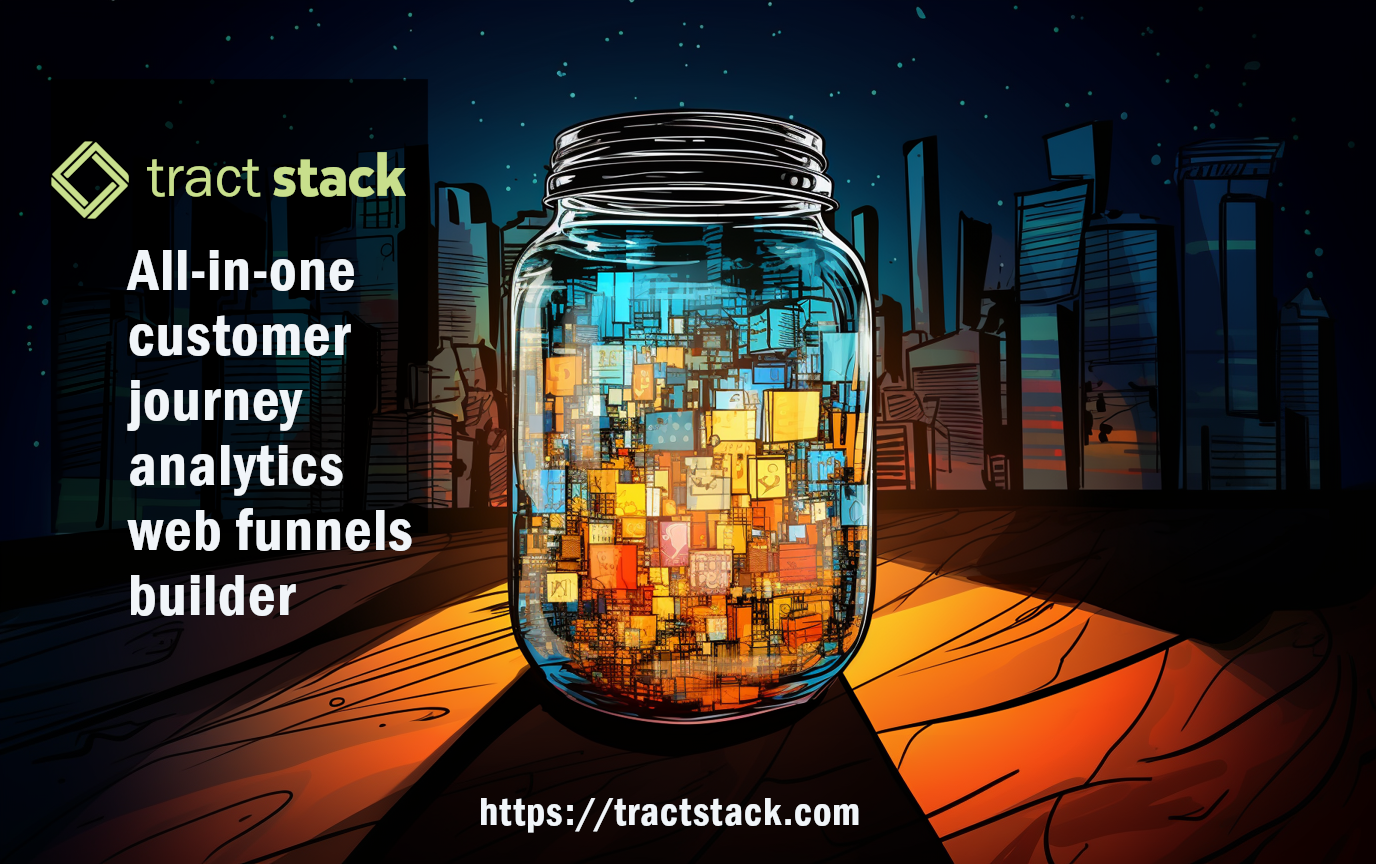 tract stack
All-in-one
customer
journey
analytics
web funnels
builder
https://tractstack.com